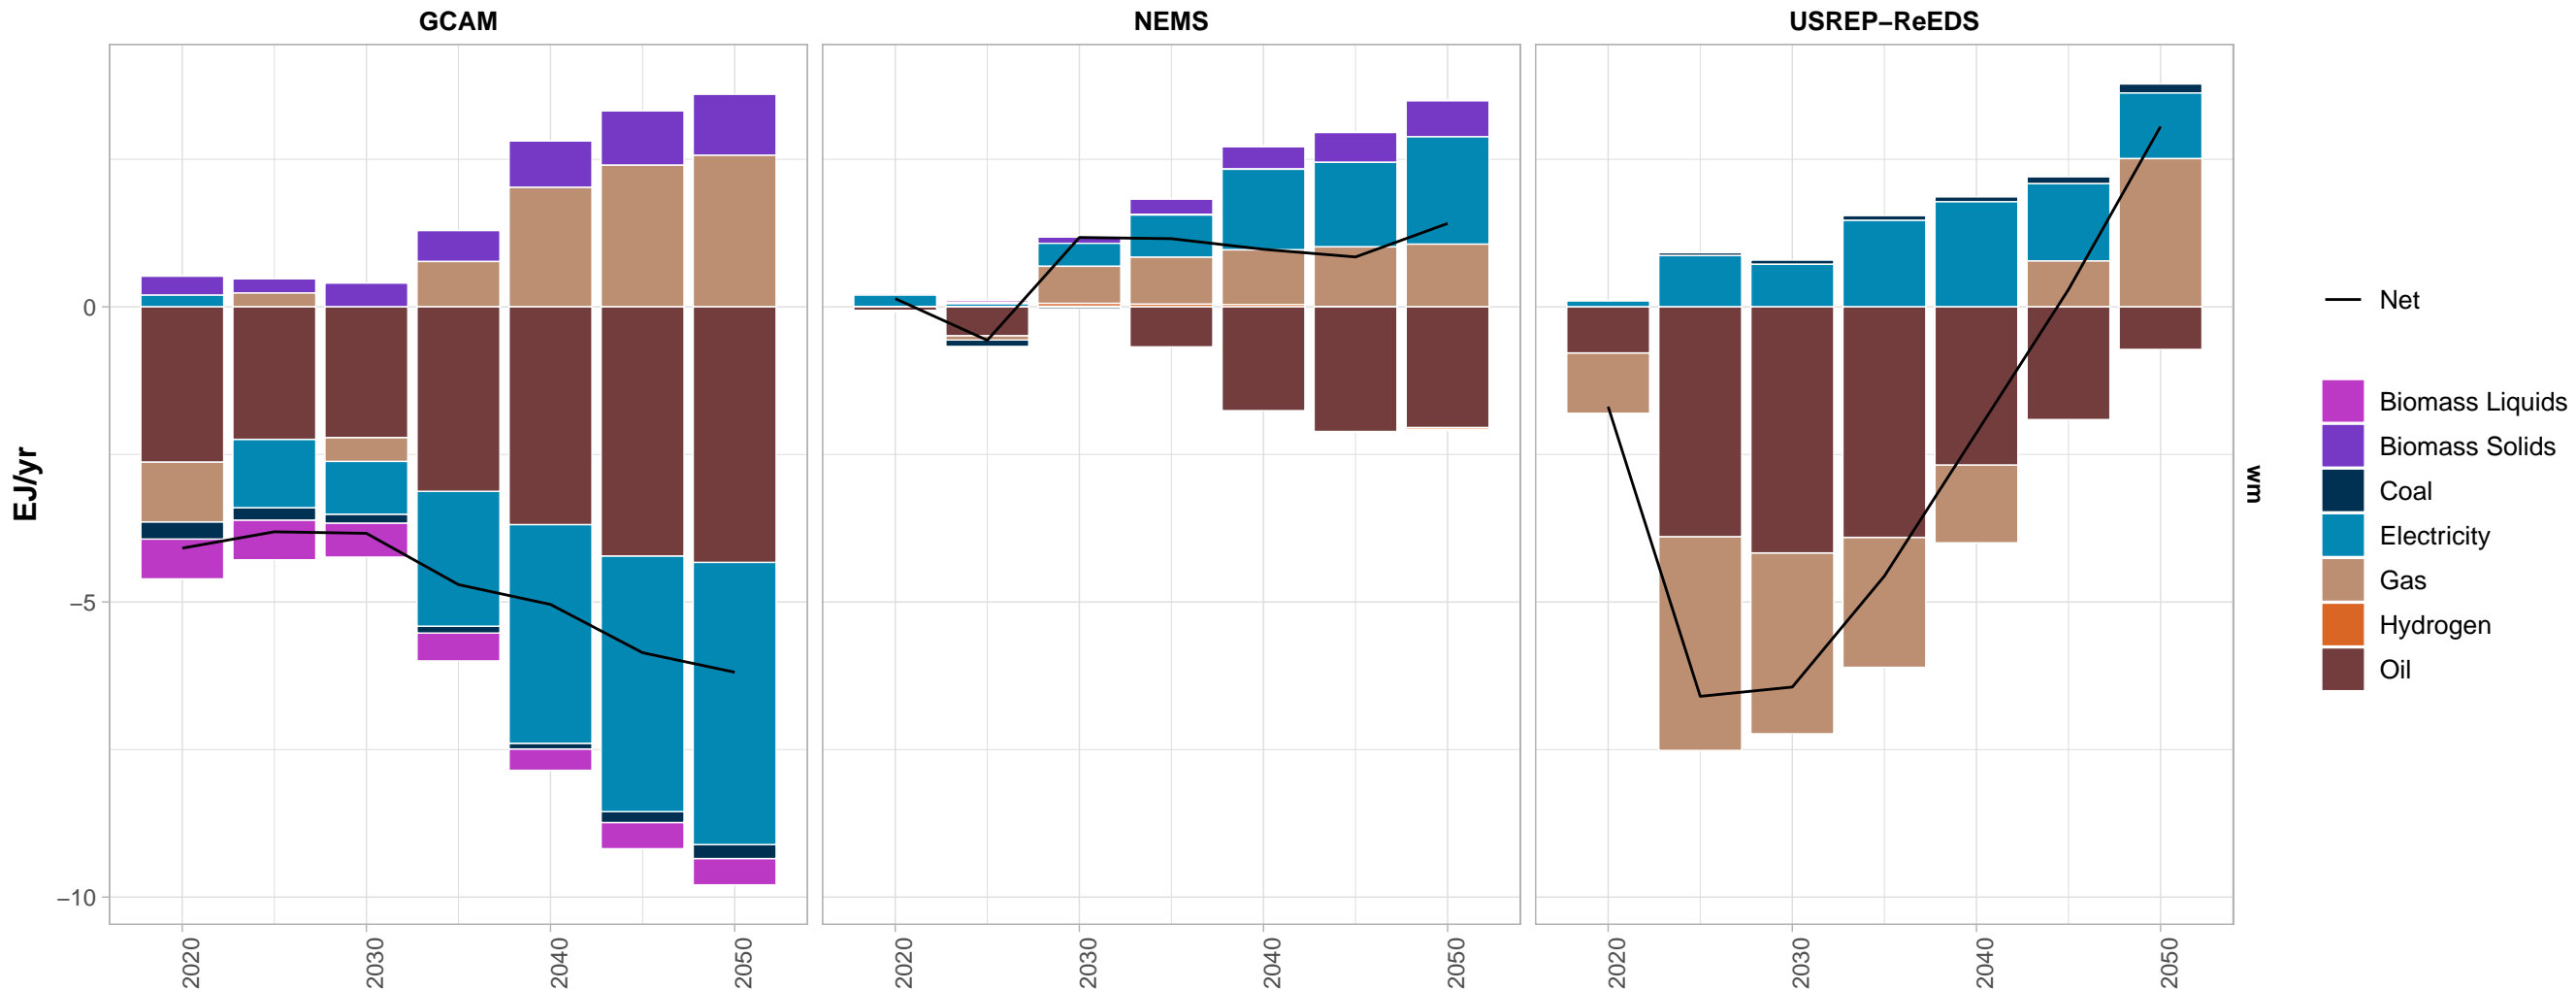 GCAM
NEMS
USREP−ReEDS
EJ/yr
0
−5
−10
2020
2030
2040
2050
2020
2030
2040
2050
2020
2030
2040
2050
wm
Net
Biomass Liquids
Biomass Solids
Coal
Electricity
Gas
Hydrogen
Oil